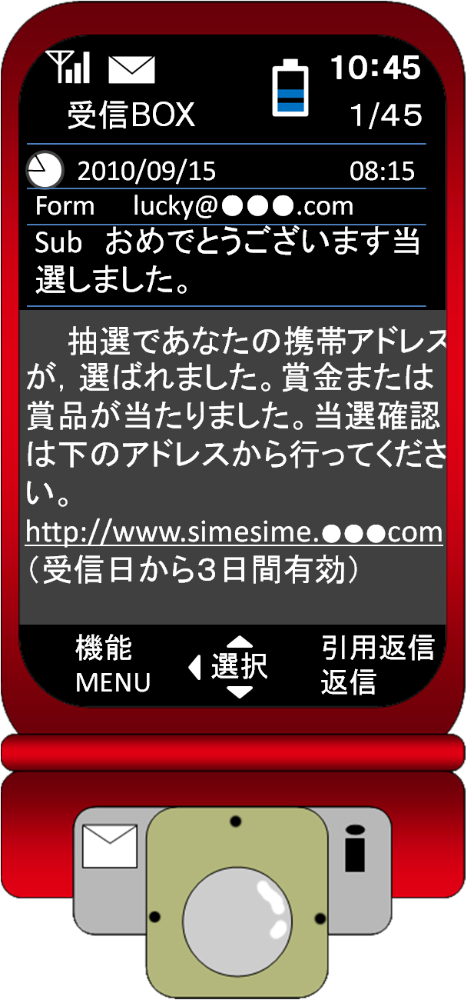 10:45
受信BOX 1/45
2010/09/15 08:15
Form lucky@●●●.com
Sub おめでとうございます当
選しました。
抽選であなたの携帯アドレス
が，選ばれました。賞金または
賞品が当たりました。当選確認
は下のアドレスから行ってくださ
い。
http://www.simesime.●●●com
（受信日から３日間有効）
機能 選択 引用返信
MENU 返信